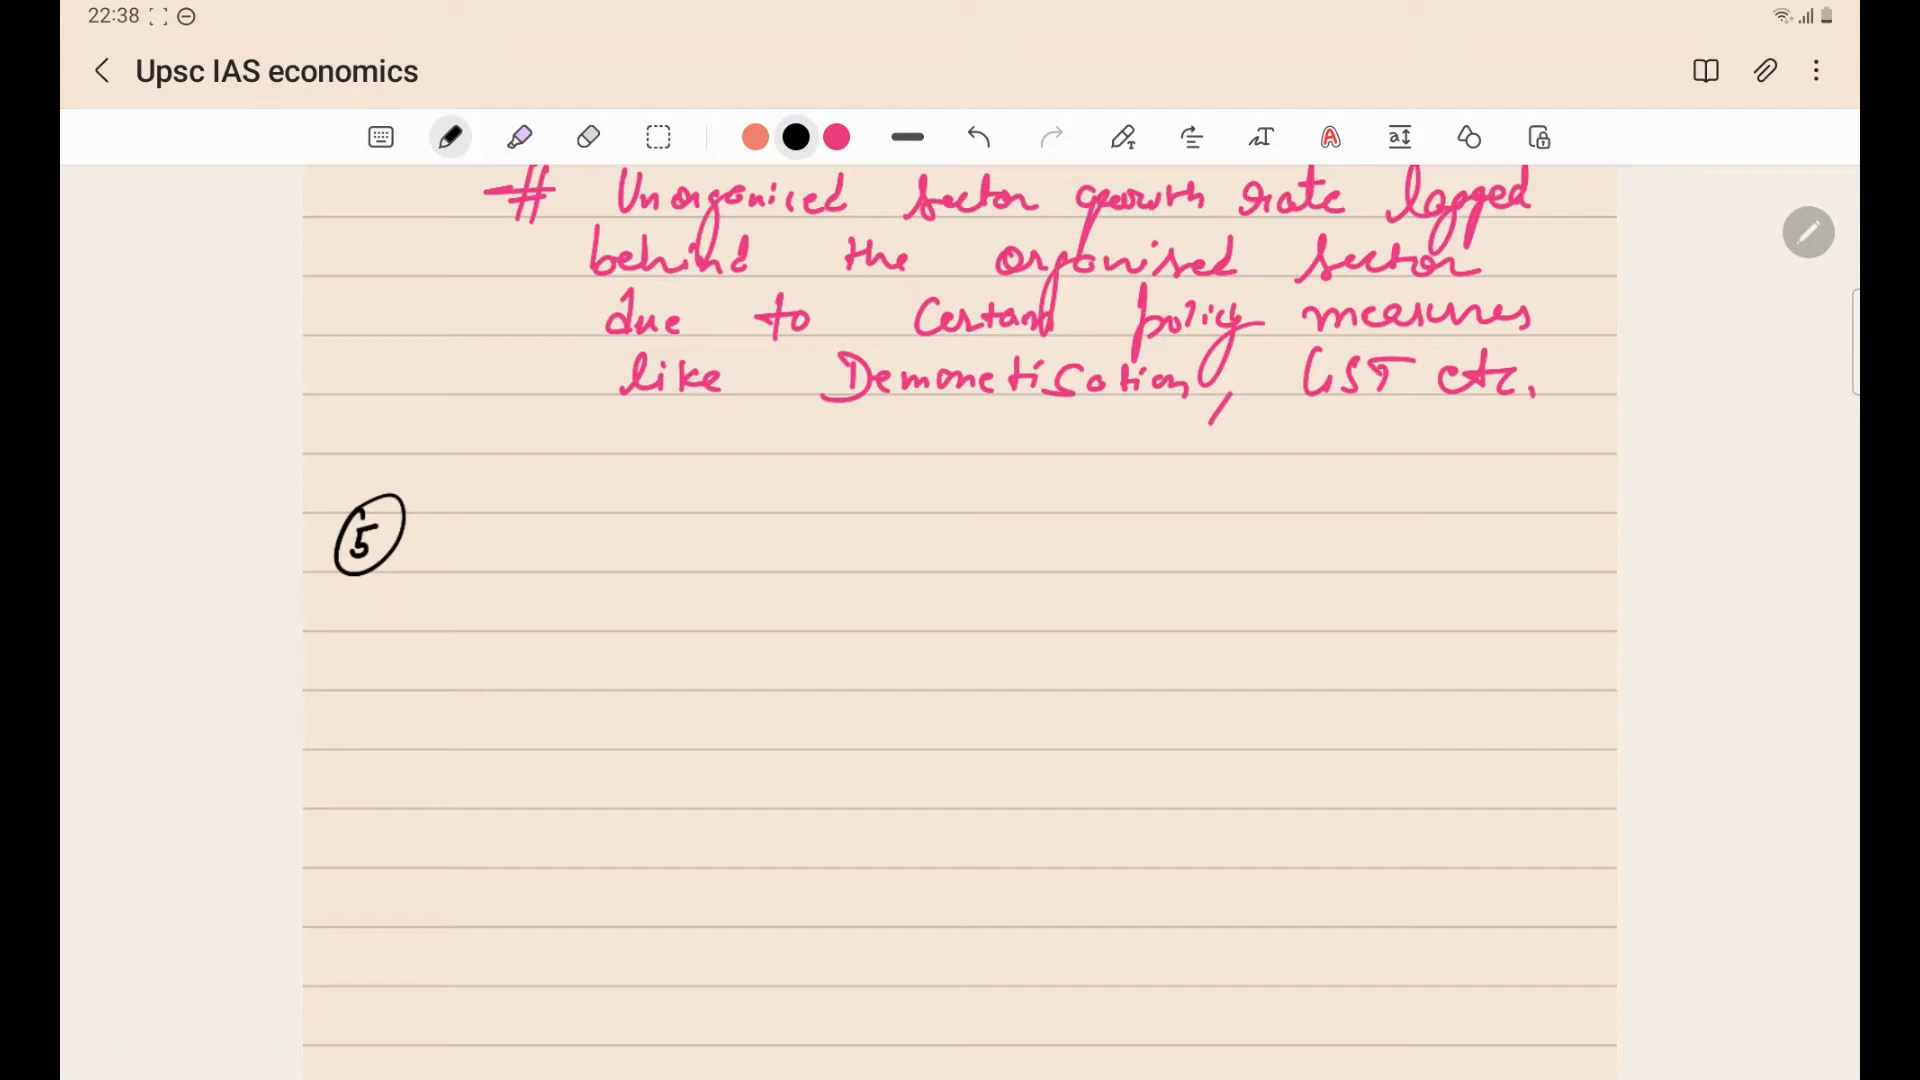 22:38
Upsc IAS economics
# Unorganised Sector growth rate lagged
behind the organised Sector
due to Certain policy measures
like Demonetisation, GST etc.
5